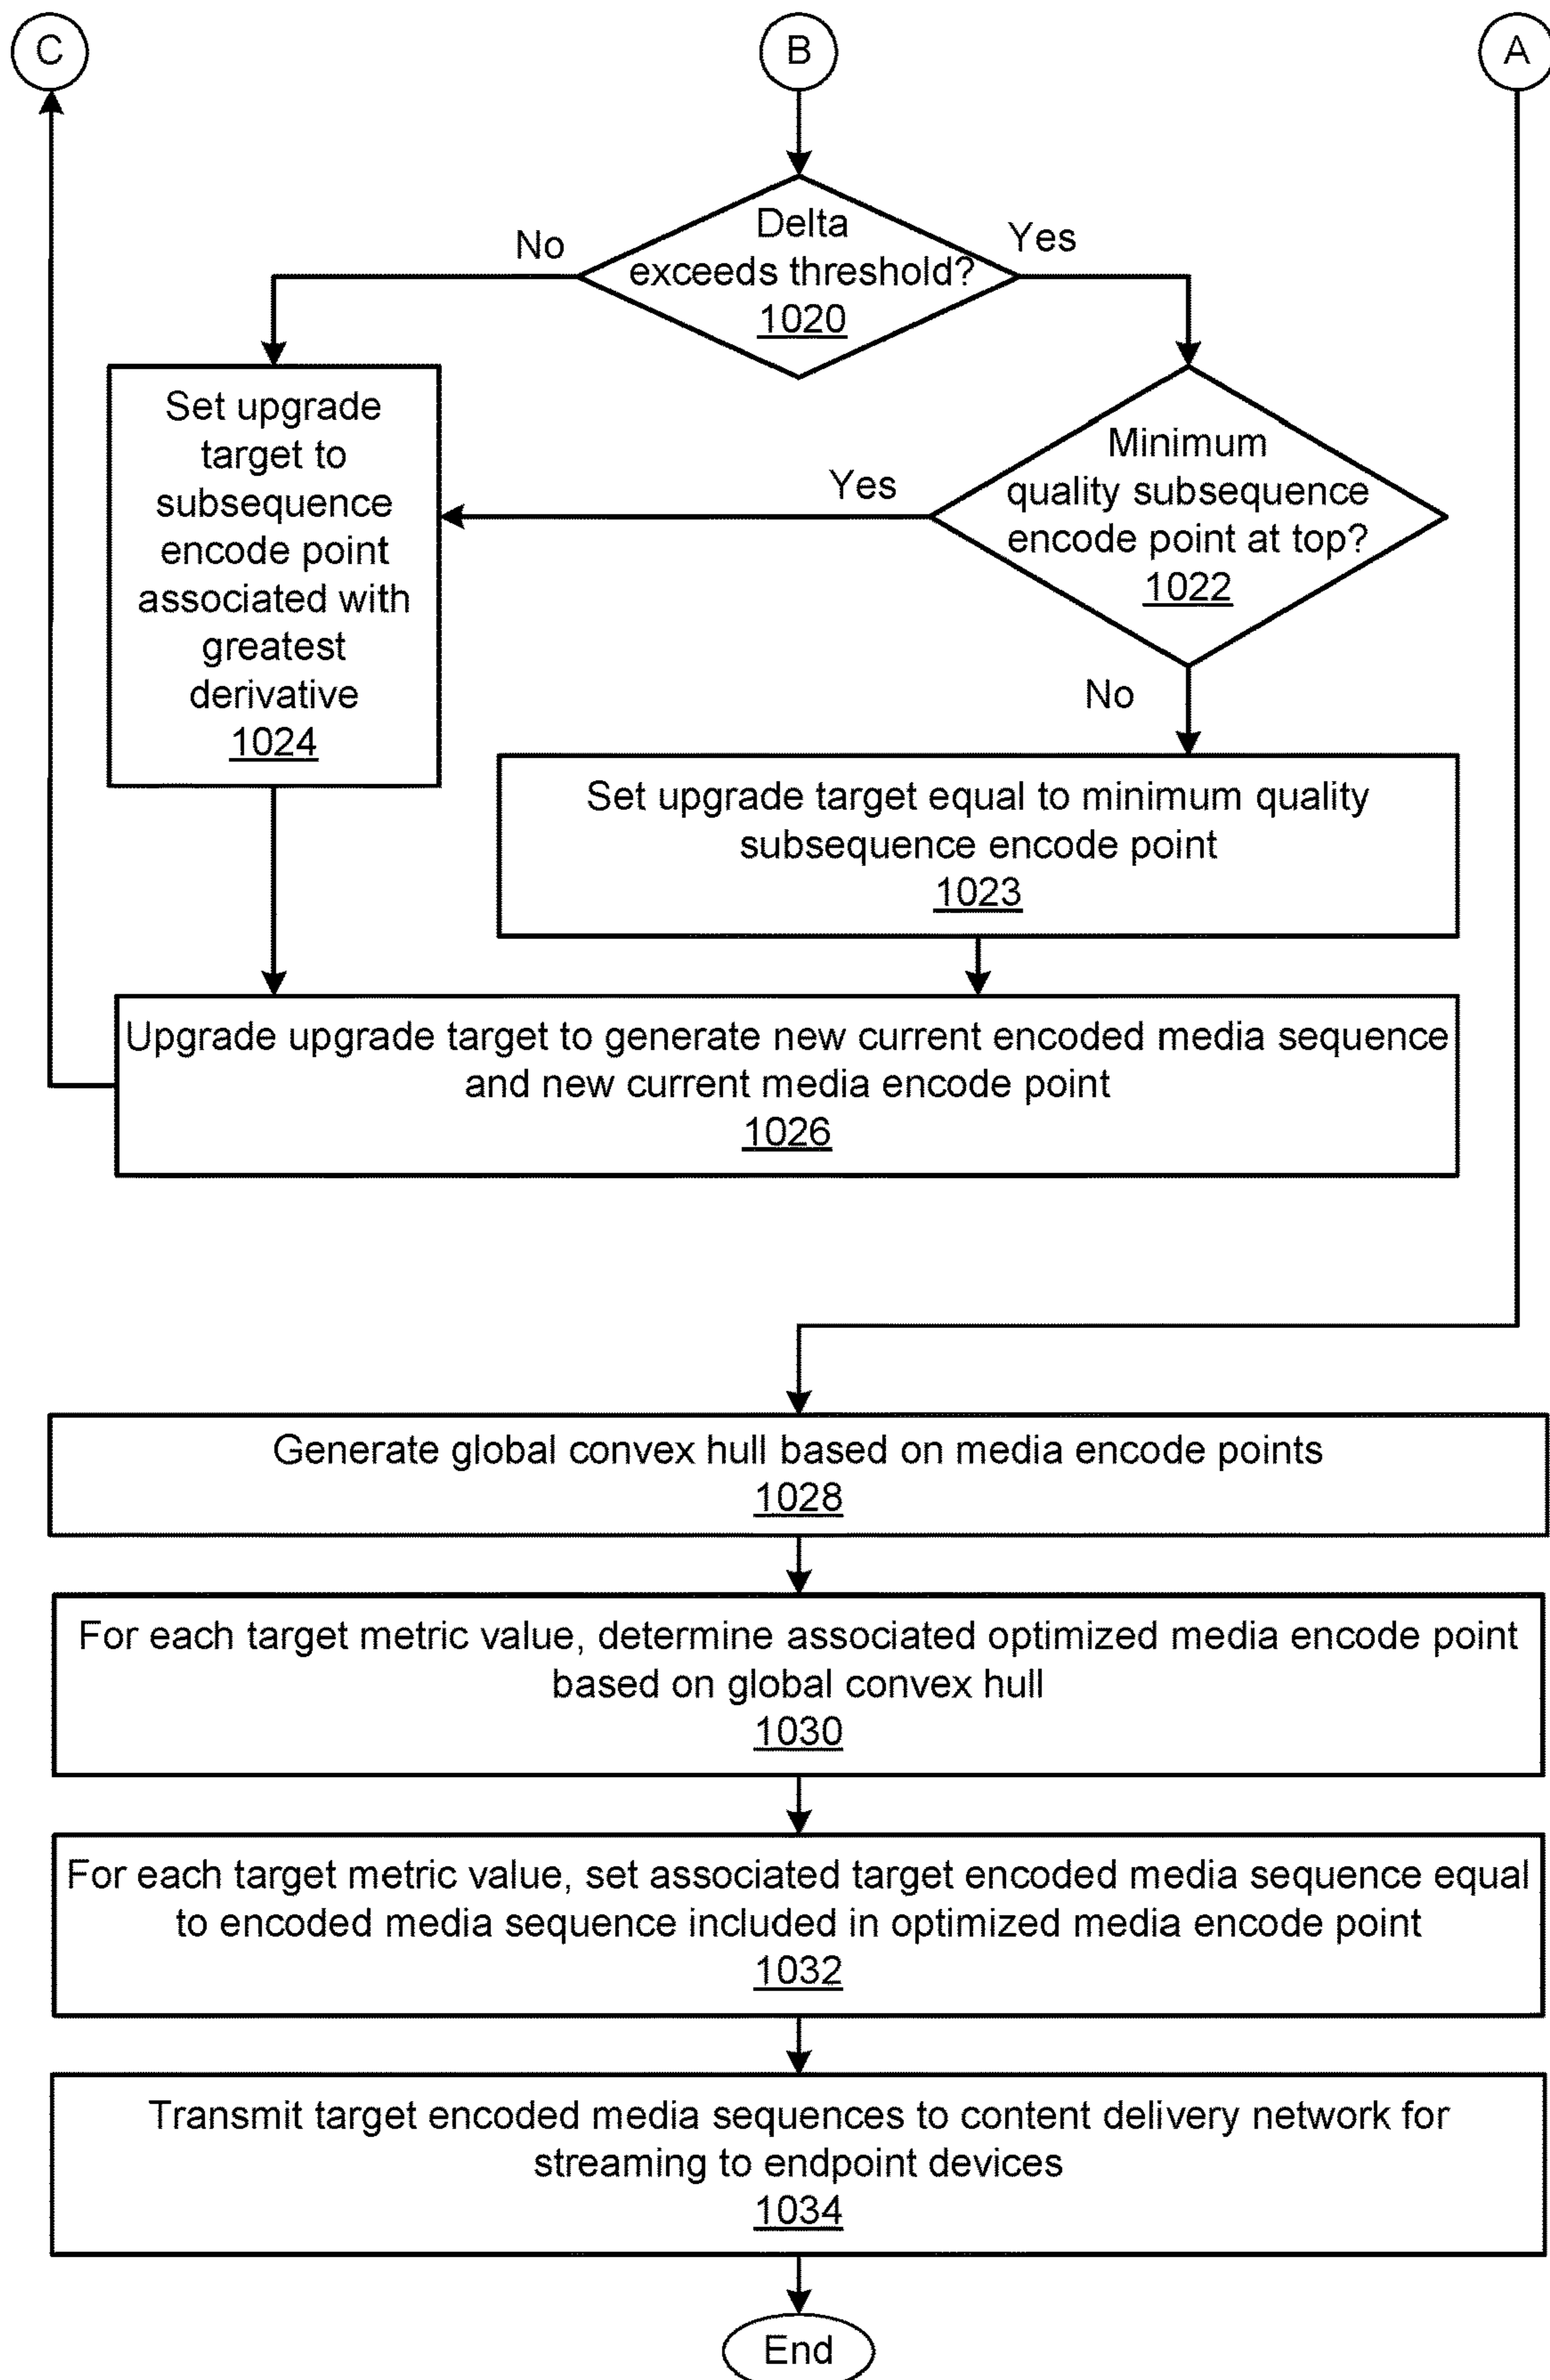 C
B
A
No
Yes
Delta
exceeds threshold?
1020
Set upgrade
target to
subsequence
encode point
associated with
greatest
derivative
1024
Yes
Minimum
quality subsequence
encode point at top?
1022
No
Set upgrade target equal to minimum quality
subsequence encode point
1023
Upgrade upgrade target to generate new current encoded media sequence
and new current media encode point
1026
Generate global convex hull based on media encode points
1028
For each target metric value, determine associated optimized media encode point
based on global convex hull
1030
For each target metric value, set associated target encoded media sequence equal
to encoded media sequence included in optimized media encode point
1032
Transmit target encoded media sequences to content delivery network for
streaming to endpoint devices
1034
End